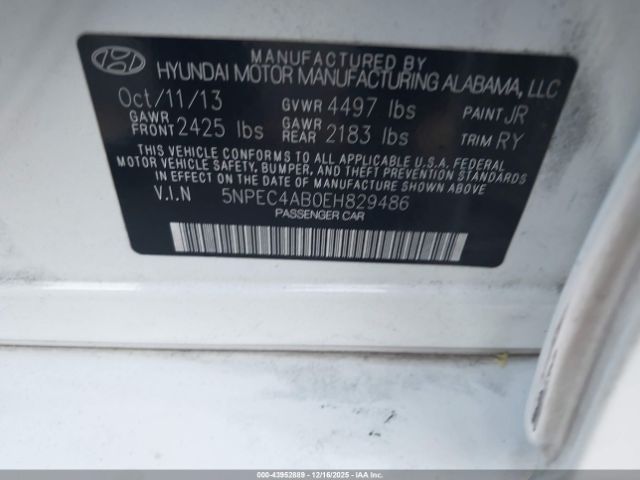 MANUFACTURED BY
HYUNDAI MOTOR MANUFACTURING ALABAMA, LLC
Oct/11/13 GVWR 4497 lbs PAINT JR
GAWR FRONT 2425 lbs GAWR REAR 2183 lbs TRIM RY
THIS VEHICLE CONFORMS TO ALL APPLICABLE U.S.A. FEDERAL
MOTOR VEHICLE SAFETY, BUMPER, AND THEFT PREVENTION STANDARDS
IN EFFECT ON THE DATE OF MANUFACTURE SHOWN ABOVE.
V.I.N 5NPEC4AB0EH829486
PASSENGER CAR
000-43952889 - 12/16/2025 - IAA Inc.